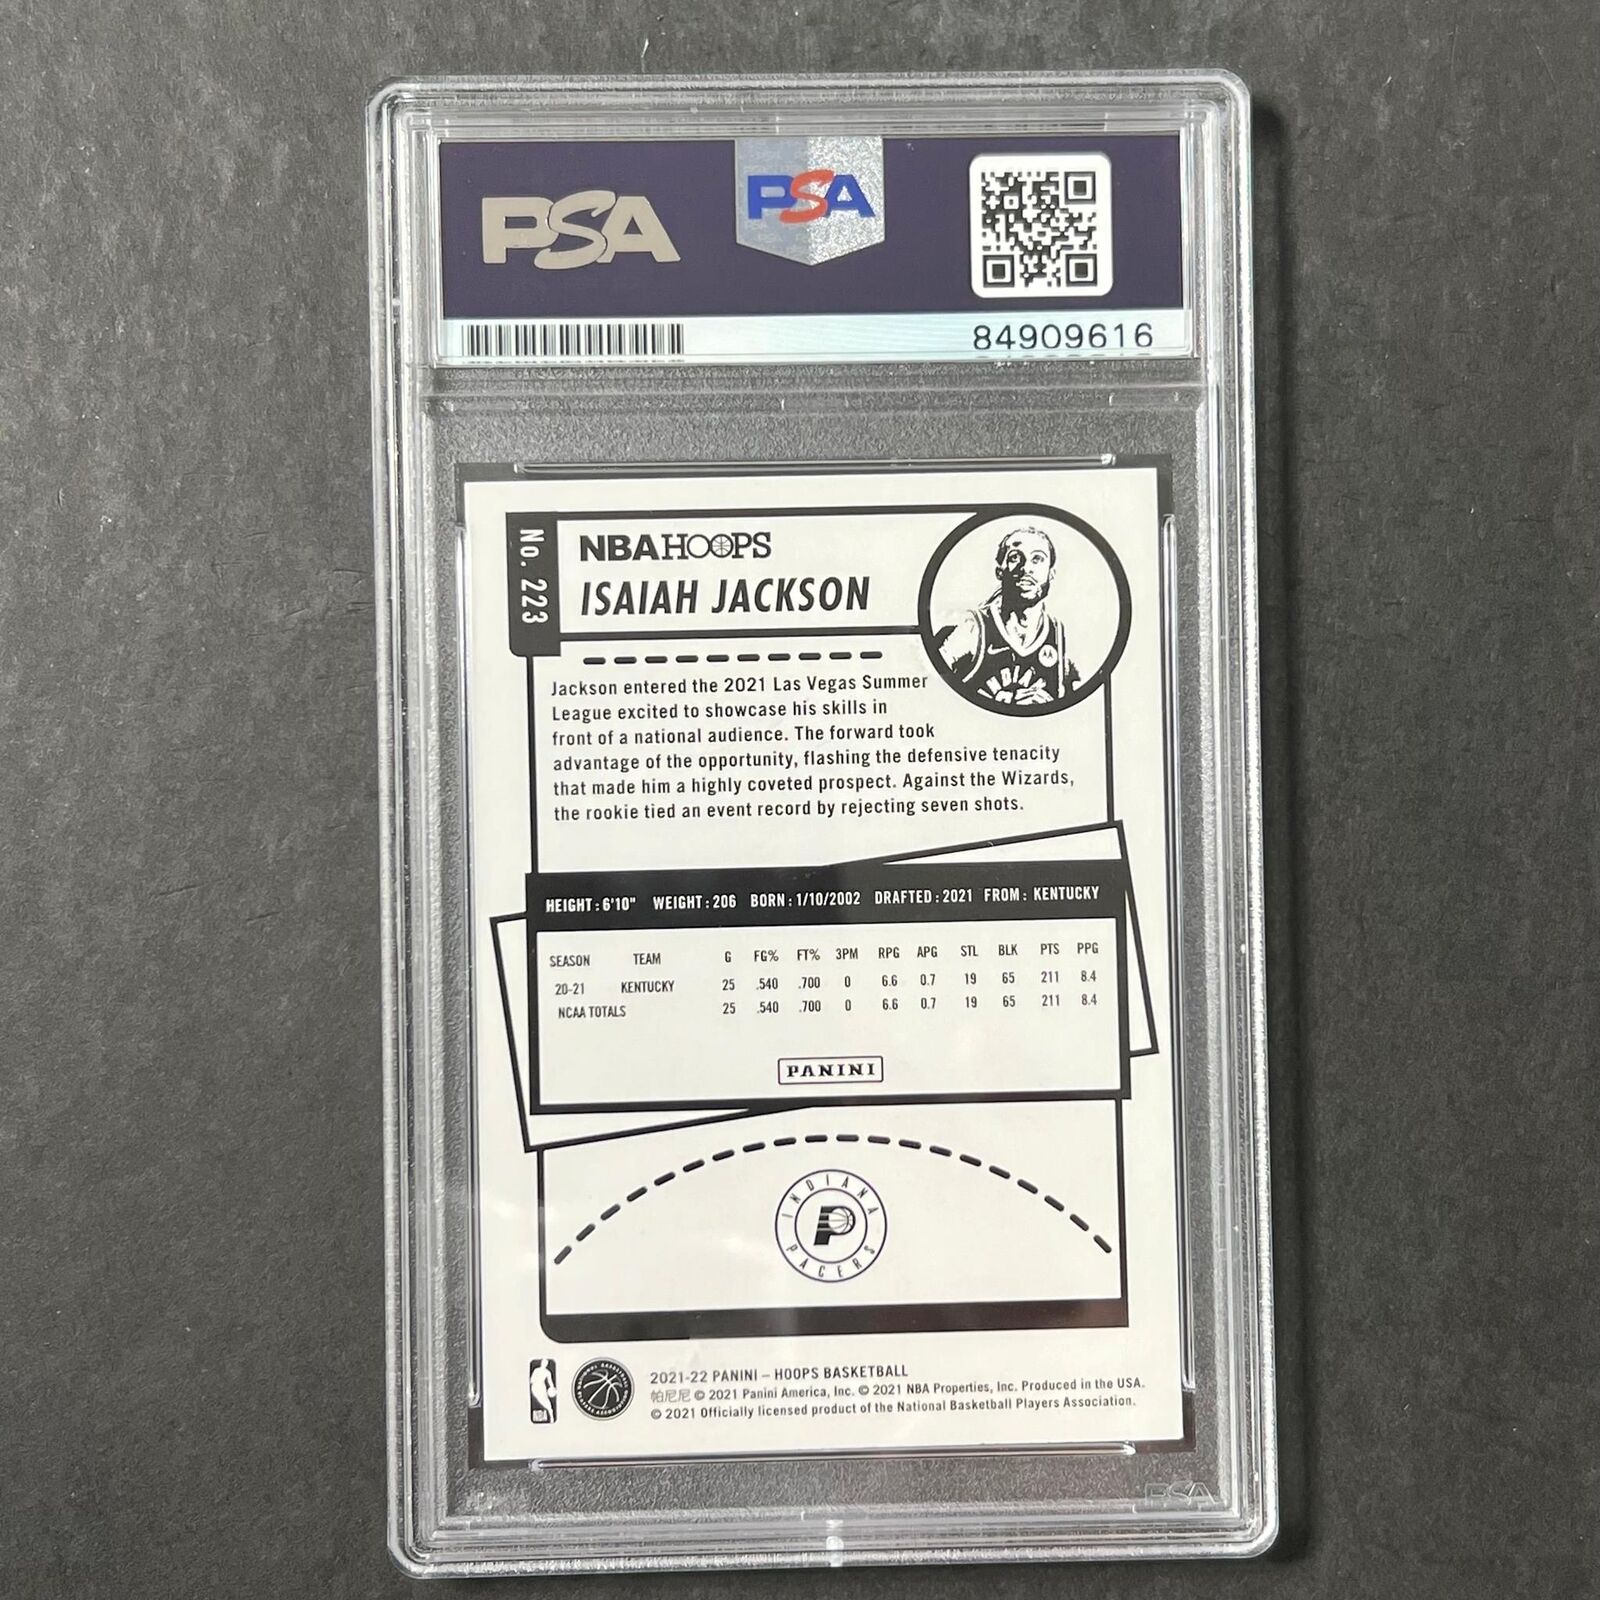 PSA
PSA
84909616
No. 223
NBA HOOPS
ISAIAH JACKSON
INDIANA
Jackson entered the 2021 Las Vegas Summer
League excited to showcase his skills in
front of a national audience. The forward took
advantage of the opportunity, flashing the defensive tenacity
that made him a highly coveted prospect. Against the Wizards,
the rookie tied an event record by rejecting seven shots.
HEIGHT: 6'10" WEIGHT: 206 BORN: 1/10/2002 DRAFTED: 2021 FROM: KENTUCKY
SEASON TEAM G FG% FT% 3PM RPG APG STL BLK PTS PPG
20-21 KENTUCKY 25 .540 .700 0 6.6 0.7 19 65 211 8.4
NCAA TOTALS 25 .540 .700 0 6.6 0.7 19 65 211 8.4
PANINI
INDIANA
P
PACERS
NBA
NATIONAL BASKETBALL
PLAYERS ASSOCIATION
2021-22 PANINI – HOOPS BASKETBALL
帕尼尼 © 2021 Panini America, Inc. © 2021 NBA Properties, Inc. Produced in the USA.
© 2021 Officially licensed product of the National Basketball Players Association.
PSA